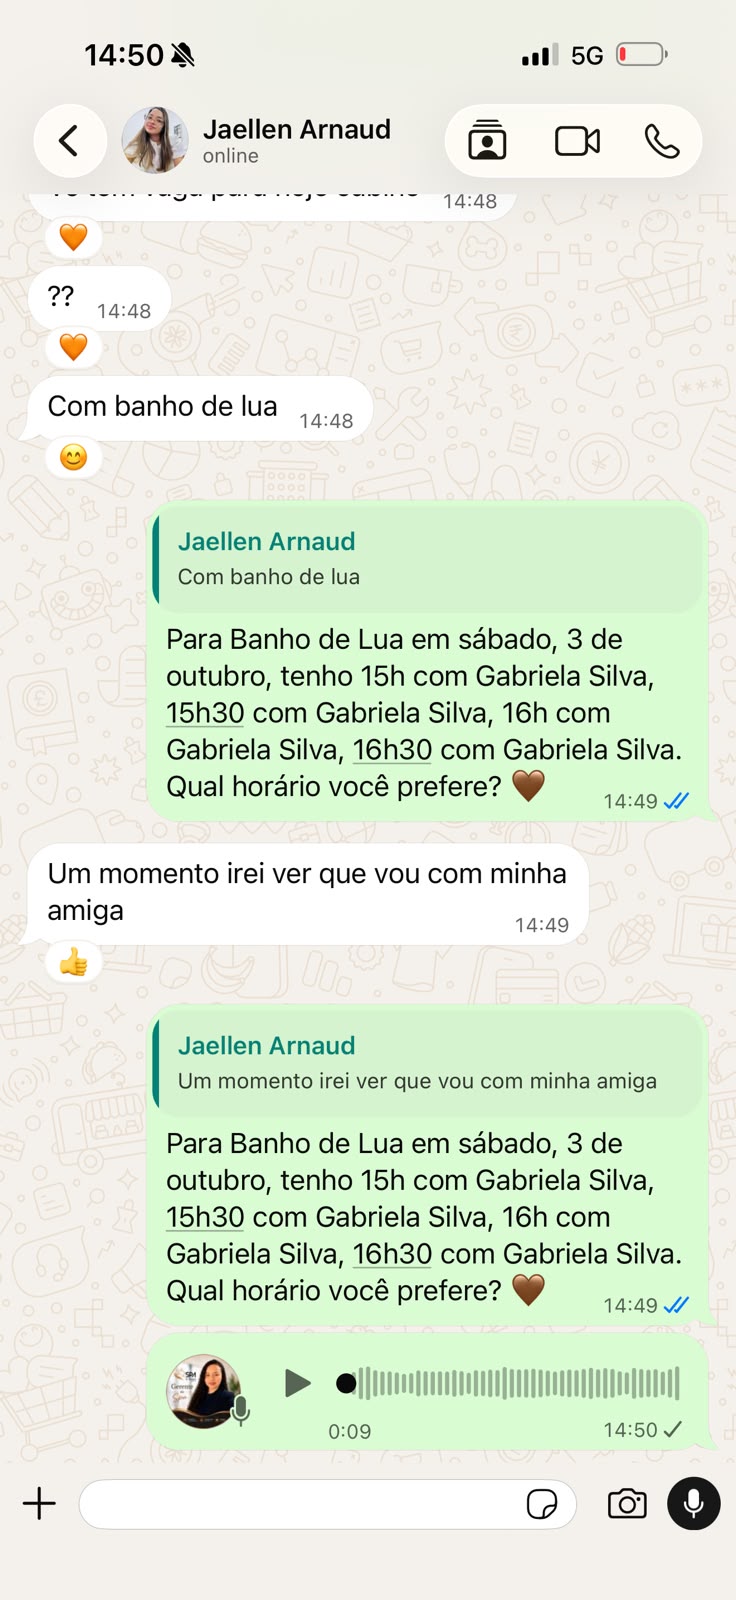 14:50
5G
Jaellen Arnaud
online
14:48
??
14:48
Com banho de lua
14:48
Jaellen Arnaud
Com banho de lua
Para Banho de Lua em sábado, 3 de
outubro, tenho 15h com Gabriela Silva,
15h30 com Gabriela Silva, 16h com
Gabriela Silva, 16h30 com Gabriela Silva.
Qual horário você prefere? 🤎
14:49
Um momento irei ver que vou com minha
amiga
14:49
Jaellen Arnaud
Um momento irei ver que vou com minha amiga
Para Banho de Lua em sábado, 3 de
outubro, tenho 15h com Gabriela Silva,
15h30 com Gabriela Silva, 16h com
Gabriela Silva, 16h30 com Gabriela Silva.
Qual horário você prefere? 🤎
14:49
0:09
14:50